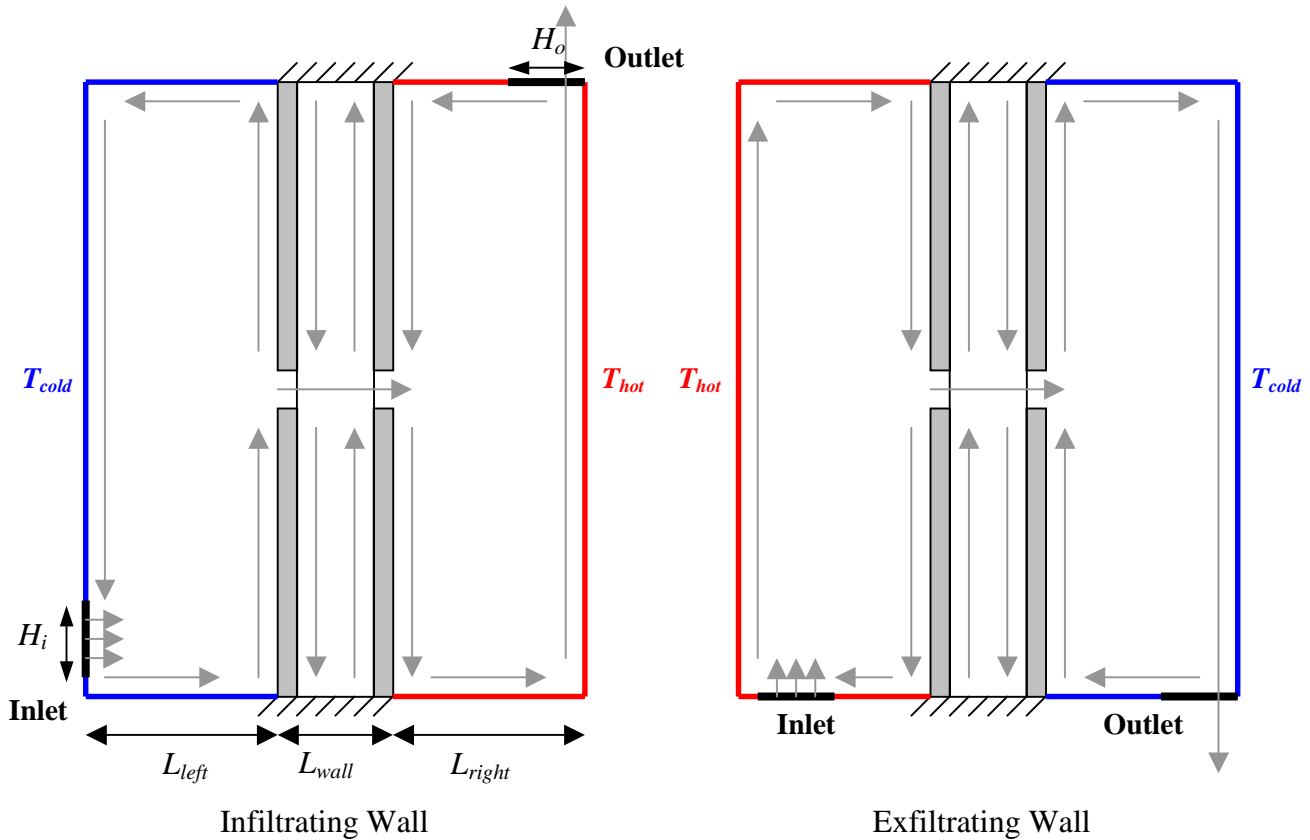 Hₒ
Outlet
T_cold
T_hot
T_hot
T_cold
Hᵢ
Inlet
Inlet
Outlet
L_left
L_wall
L_right
Infiltrating Wall
Exfiltrating Wall